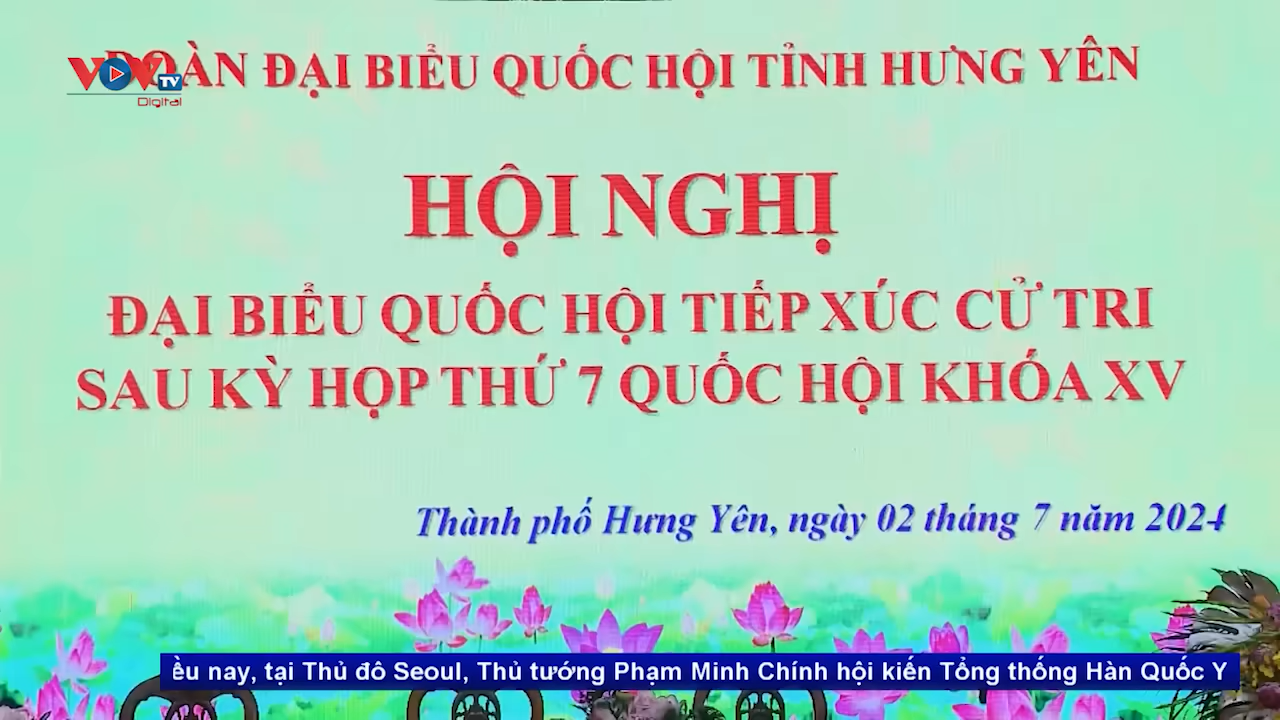 ĐOÀN ĐẠI BIỂU QUỐC HỘI TỈNH HƯNG YÊN
VOV TV
Digital
HỘI NGHỊ
ĐẠI BIỂU QUỐC HỘI TIẾP XÚC CỬ TRI
SAU KỲ HỌP THỨ 7 QUỐC HỘI KHÓA XV
Thành phố Hưng Yên, ngày 02 tháng 7 năm 2024
ều nay, tại Thủ đô Seoul, Thủ tướng Phạm Minh Chính hội kiến Tổng thống Hàn Quốc Y